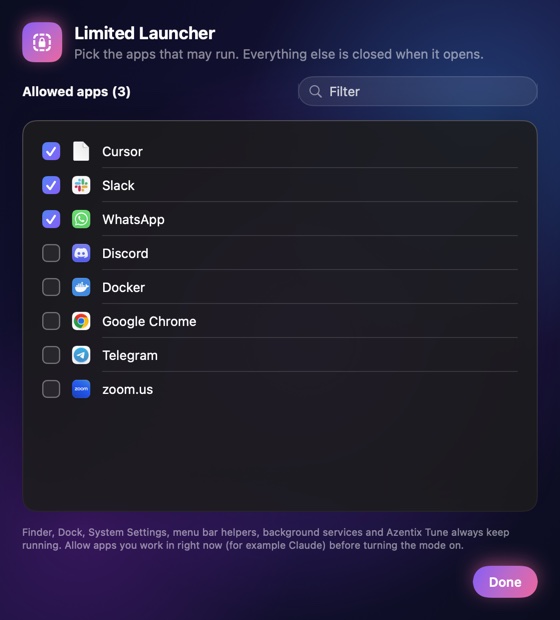 Limited Launcher
Pick the apps that may run. Everything else is closed when it opens.
Allowed apps (3)
Filter
Cursor
Slack
WhatsApp
Discord
Docker
Google Chrome
Telegram
zoom
zoom.us
Finder, Dock, System Settings, menu bar helpers, background services and Azentix Tune always keep
running. Allow apps you work in right now (for example Claude) before turning the mode on.
Done